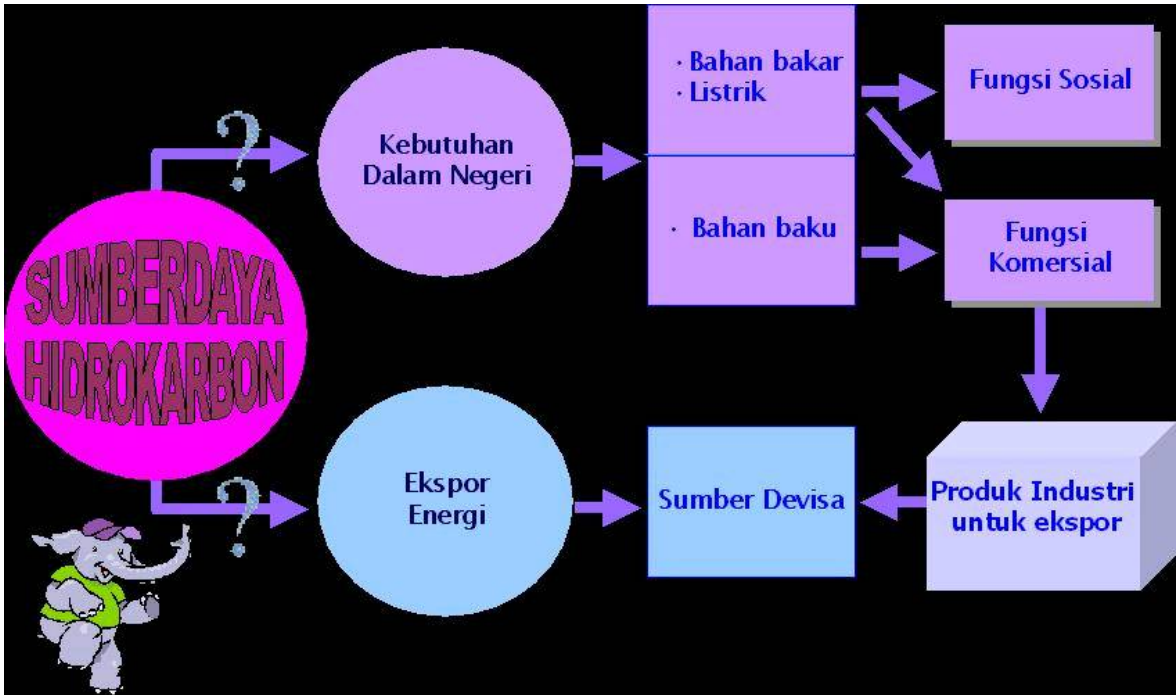 SUMBERDAYA
HIDROKARBON
?
Kebutuhan
Dalam Negeri
· Bahan bakar
· Listrik
· Bahan baku
Fungsi Sosial
Fungsi
Komersial
?
Ekspor
Energi
Sumber Devisa
Produk Industri
untuk ekspor